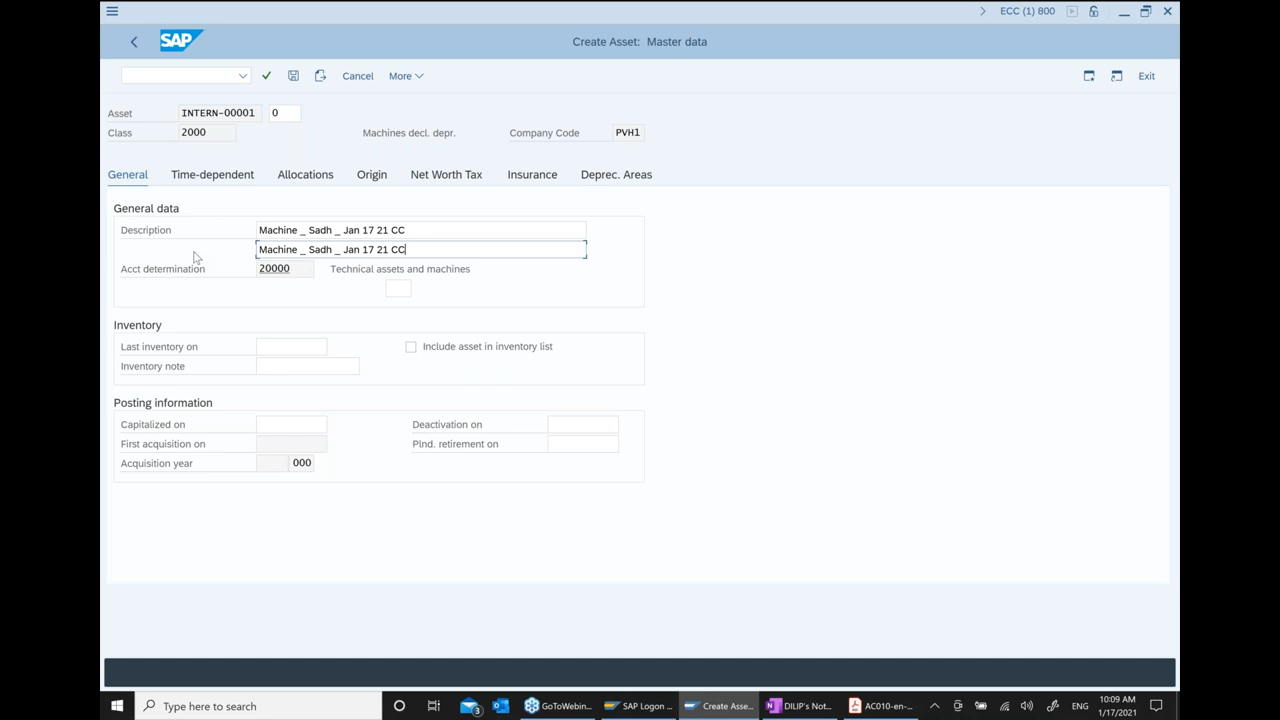 ECC (1) 800
SAP
Create Asset: Master data
Cancel More Exit
Asset INTERN-00001 0
Class 2000 Machines decl. depr. Company Code PVH1
General Time-dependent Allocations Origin Net Worth Tax Insurance Deprec. Areas
General data
Description Machine _ Sadh _ Jan 17 21 CC
Machine _ Sadh _ Jan 17 21 CC
Acct determination 20000 Technical assets and machines
Inventory
Last inventory on Include asset in inventory list
Inventory note
Posting information
Capitalized on Deactivation on
First acquisition on Plnd. retirement on
Acquisition year 000
Type here to search 3 GoToWebin... SAP Logon ... Create Asse... DILIP's Not... AC010-en-... ENG 10:09 AM
1/17/2021